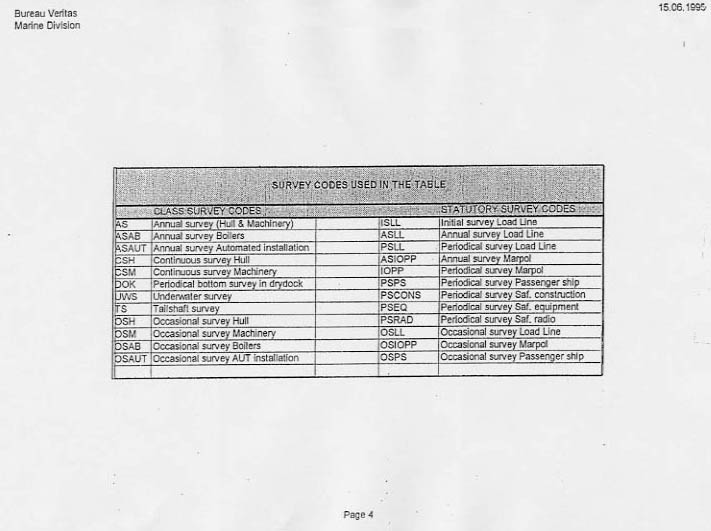 Bureau Veritas
Marine Division
15.06.1995
SURVEY CODES USED IN THE TABLE
CLASS SURVEY CODES STATUTORY SURVEY CODES
AS Annual survey (Hull & Machinery) ISLL Initial survey Load Line
ASAB Annual survey Boilers ASLL Annual survey Load Line
ASAUT Annual survey Automated installation PSLL Periodical survey Load Line
CSH Continuous survey Hull ASIOPP Annual survey Marpol
CSM Continuous survey Machinery IOPP Periodical survey Marpol
DOK Periodical bottom survey in drydock PSPS Periodical survey Passenger ship
UWS Underwater survey PSCONS Periodical survey Saf. construction
TS Tailshaft survey PSEQ Periodical survey Saf. equipment
OSH Occasional survey Hull PSRAD Periodical survey Saf. radio
OSM Occasional survey Machinery OSLL Occasional survey Load Line
OSAB Occasional survey Boilers OSIOPP Occasional survey Marpol
OSAUT Occasional survey AUT installation OSPS Occasional survey Passenger ship
Page 4